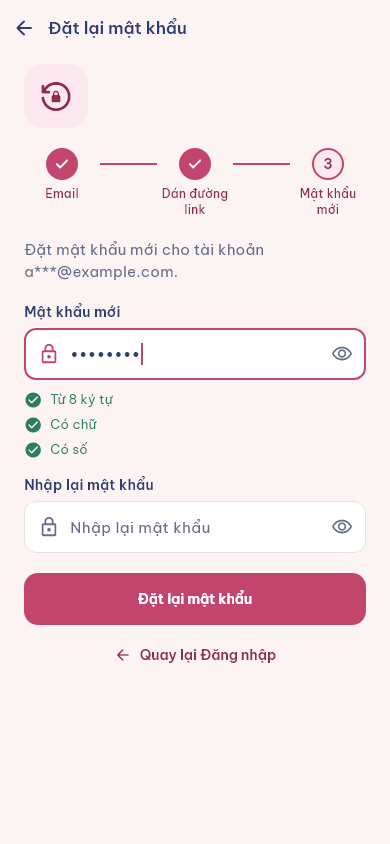 Đặt lại mật khẩu
3
Email
Dán đường
link
Mật khẩu
mới
Đặt mật khẩu mới cho tài khoản
a***@example.com.
Mật khẩu mới
••••••••
Từ 8 ký tự
Có chữ
Có số
Nhập lại mật khẩu
Nhập lại mật khẩu
Đặt lại mật khẩu
Quay lại Đăng nhập